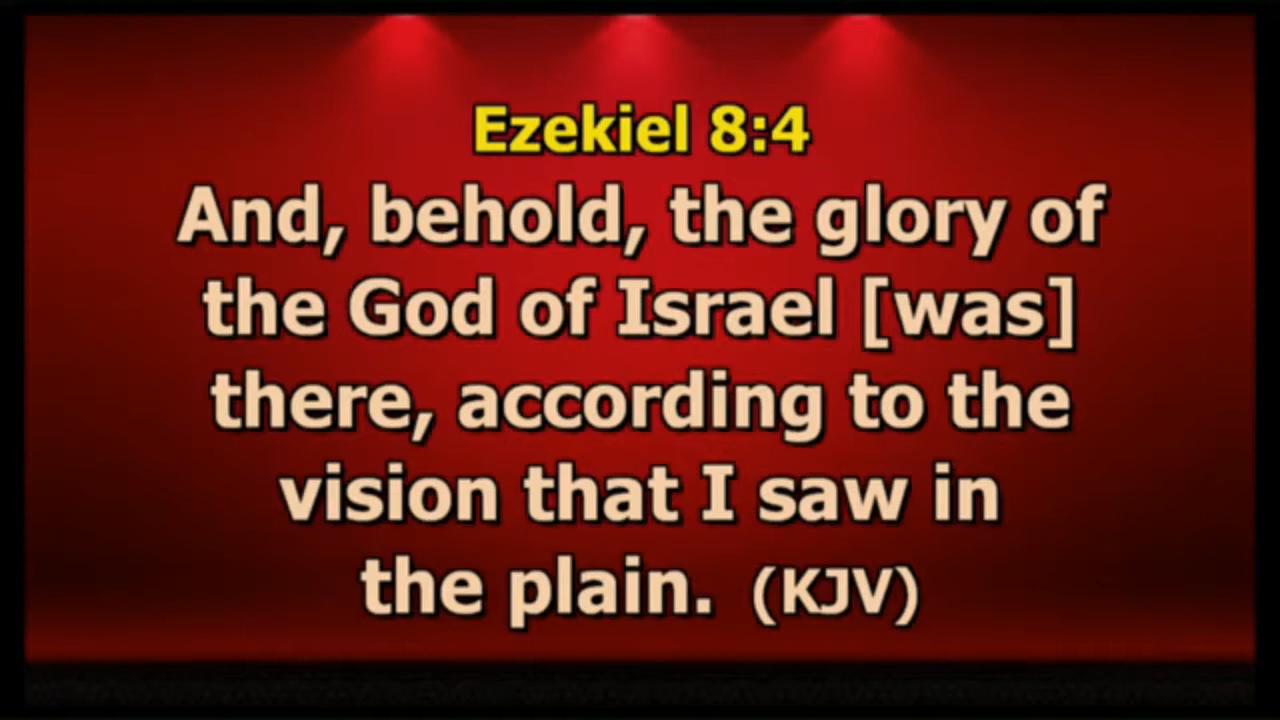 Ezekiel 8:4
And, behold, the glory of
the God of Israel [was]
there, according to the
vision that I saw in
the plain. (KJV)